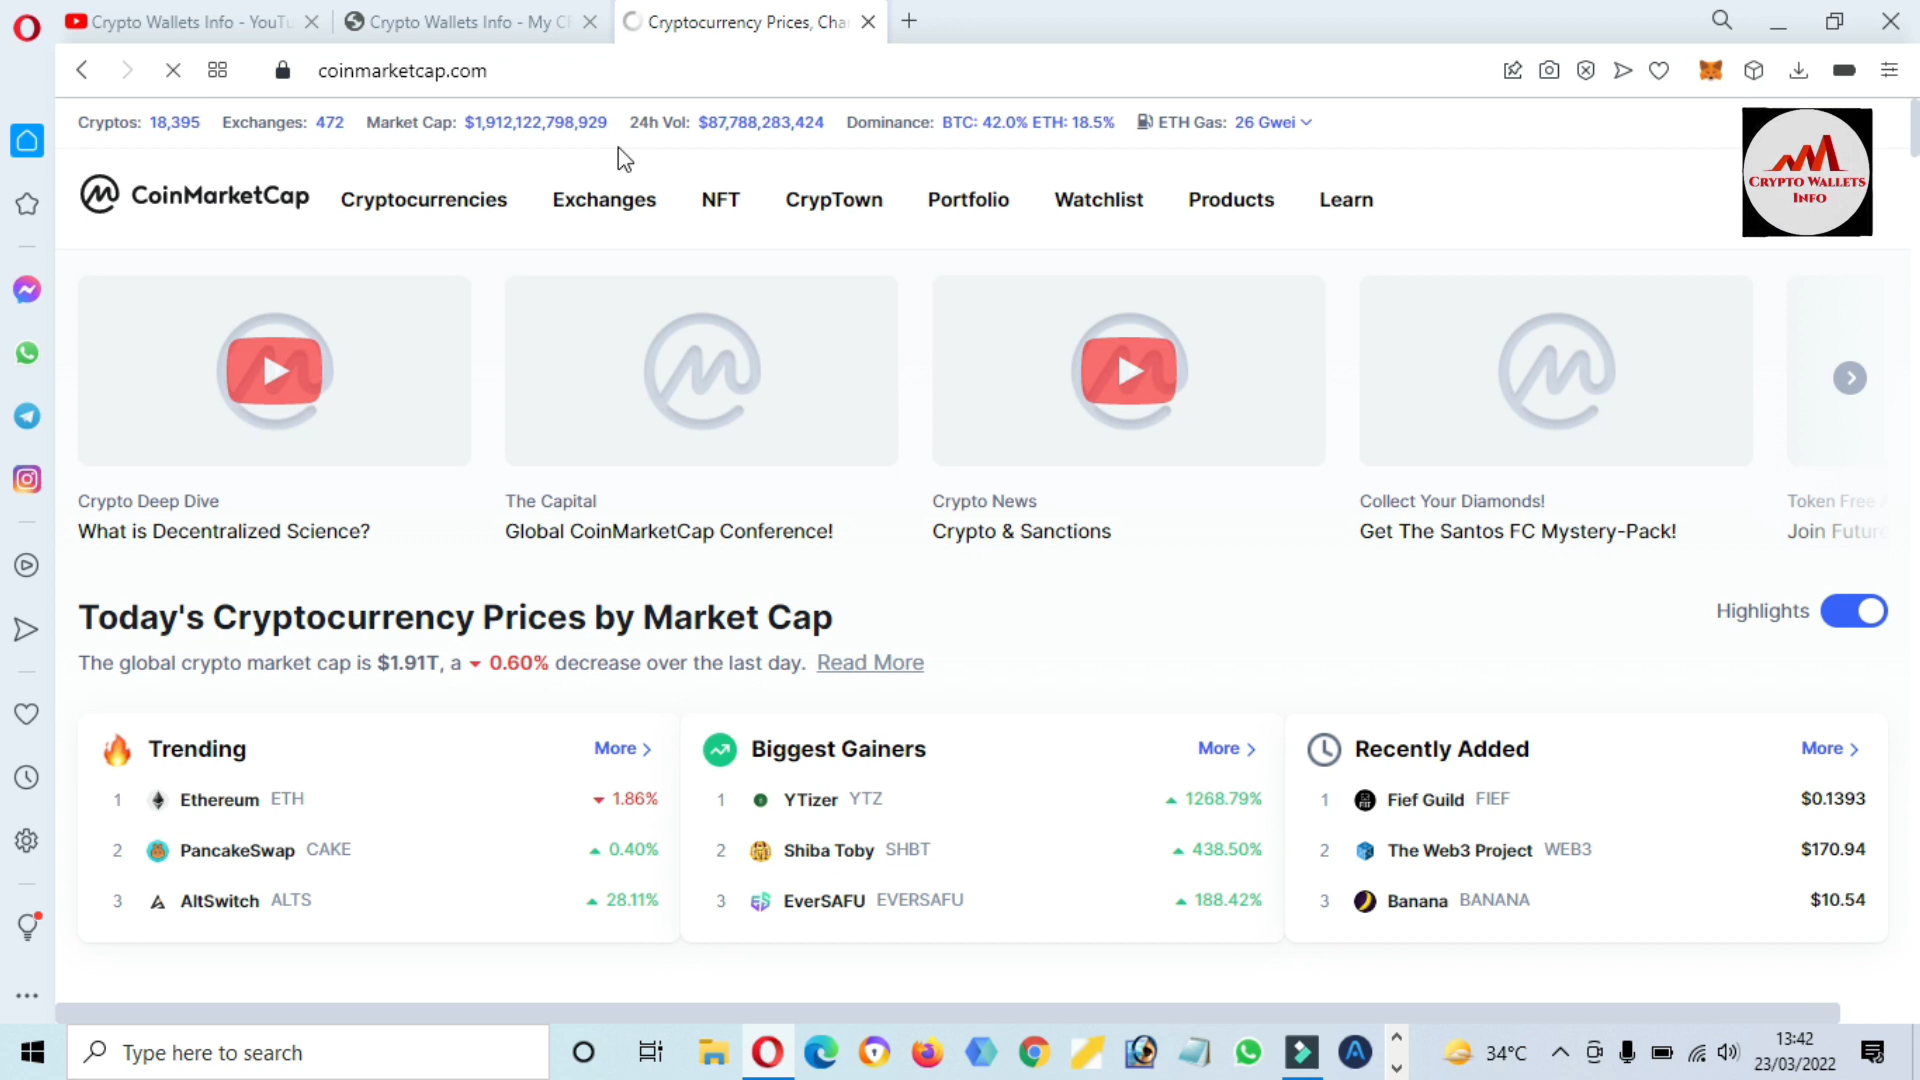 Crypto Wallets Info - YouTu
Crypto Wallets Info - My C
Cryptocurrency Prices, Cha
coinmarketcap.com
Cryptos: 18,395 Exchanges: 472 Market Cap: $1,912,122,798,929 24h Vol: $87,788,283,424 Dominance: BTC: 42.0% ETH: 18.5% ETH Gas: 26 Gwei
CoinMarketCap Cryptocurrencies Exchanges NFT CrypTown Portfolio Watchlist Products Learn
Crypto Wallets
Info
Crypto Deep Dive
What is Decentralized Science?
The Capital
Global CoinMarketCap Conference!
Crypto News
Crypto & Sanctions
Collect Your Diamonds!
Get The Santos FC Mystery-Pack!
Token Free
Join Future
Today's Cryptocurrency Prices by Market Cap
Highlights
The global crypto market cap is $1.91T, a 0.60% decrease over the last day. Read More
Trending More
1 Ethereum ETH 1.86%
2 PancakeSwap CAKE 0.40%
3 AltSwitch ALTS 28.11%
Biggest Gainers More
1 YTizer YTZ 1268.79%
2 Shiba Toby SHBT 438.50%
3 EverSAFU EVERSAFU 188.42%
Recently Added More
1 Fief Guild FIEF $0.1393
2 The Web3 Project WEB3 $170.94
3 Banana BANANA $10.54
Type here to search
34°C
13:42
23/03/2022